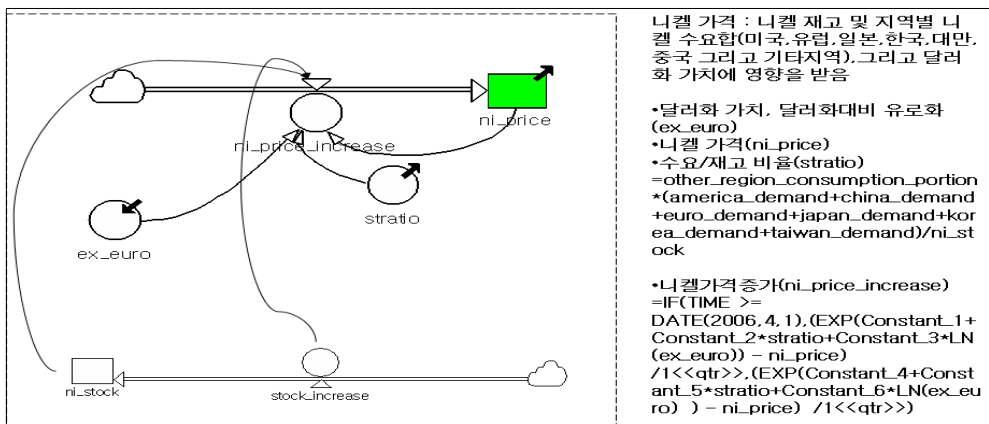 ni_price
ni_price_increase
stratio
ex_euro
ni_stock
stock_increase
니켈 가격 : 니켈 재고 및 지역별 니
켈 수요합(미국,유럽,일본,한국,대만,
중국 그리고 기타지역),그리고 달러
화 가치에 영향을 받음
•달러화 가치, 달러화대비 유로화
(ex_euro)
•니켈 가격(ni_price)
•수요/재고 비율(stratio)
=other_region_consumption_portion
*(america_demand+china_demand
+euro_demand+japan_demand+kor
ea_demand+taiwan_demand)/ni_st
ock
•니켈가격증가(ni_price_increase)
=IF(TIME >=
DATE(2006,4,1),(EXP(Constant_1+
Constant_2*stratio+Constant_3*LN
(ex_euro)) - ni_price)
/1<<qtr>>,(EXP(Constant_4+Const
ant_5*stratio+Constant_6*LN(ex_eu
ro) ) - ni_price) /1<<qtr>>)